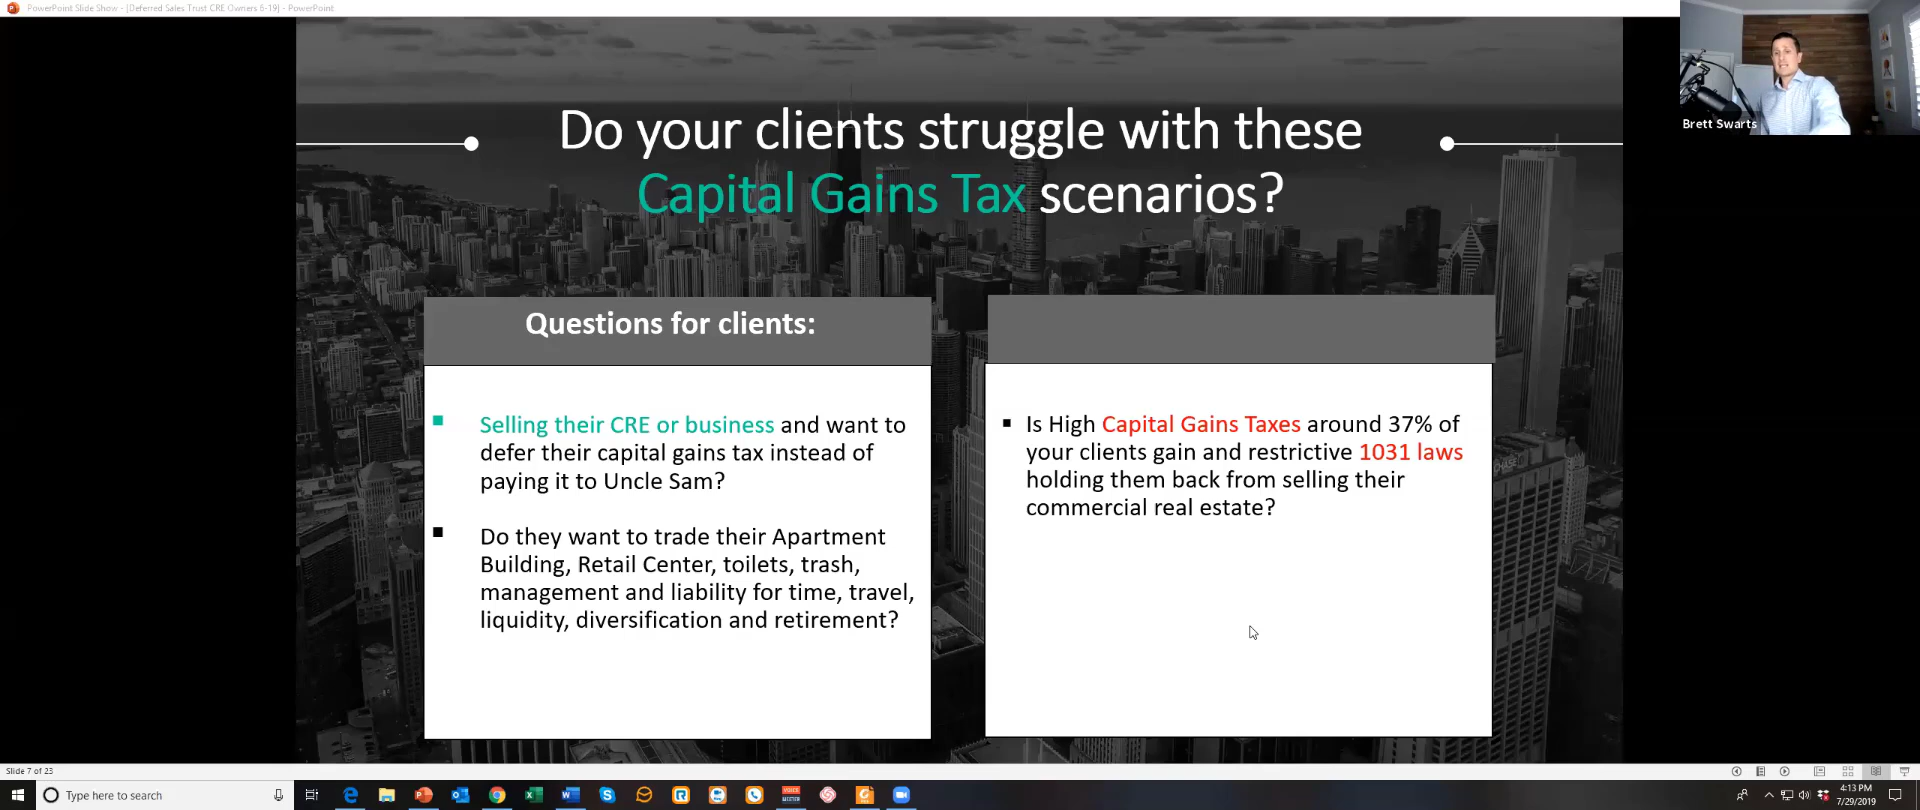 PowerPoint Slide Show - [Deferred Sales Trust CRE Owners 6-19] - PowerPoint
Brett Swarts
Do your clients struggle with these
Capital Gains Tax scenarios?
Questions for clients:
Selling their CRE or business and want to
defer their capital gains tax instead of
paying it to Uncle Sam?
Do they want to trade their Apartment
Building, Retail Center, toilets, trash,
management and liability for time, travel,
liquidity, diversification and retirement?
Is High Capital Gains Taxes around 37% of
your clients gain and restrictive 1031 laws
holding them back from selling their
commercial real estate?
Slide 7 of 23
Type here to search
4:13 PM
7/29/2019